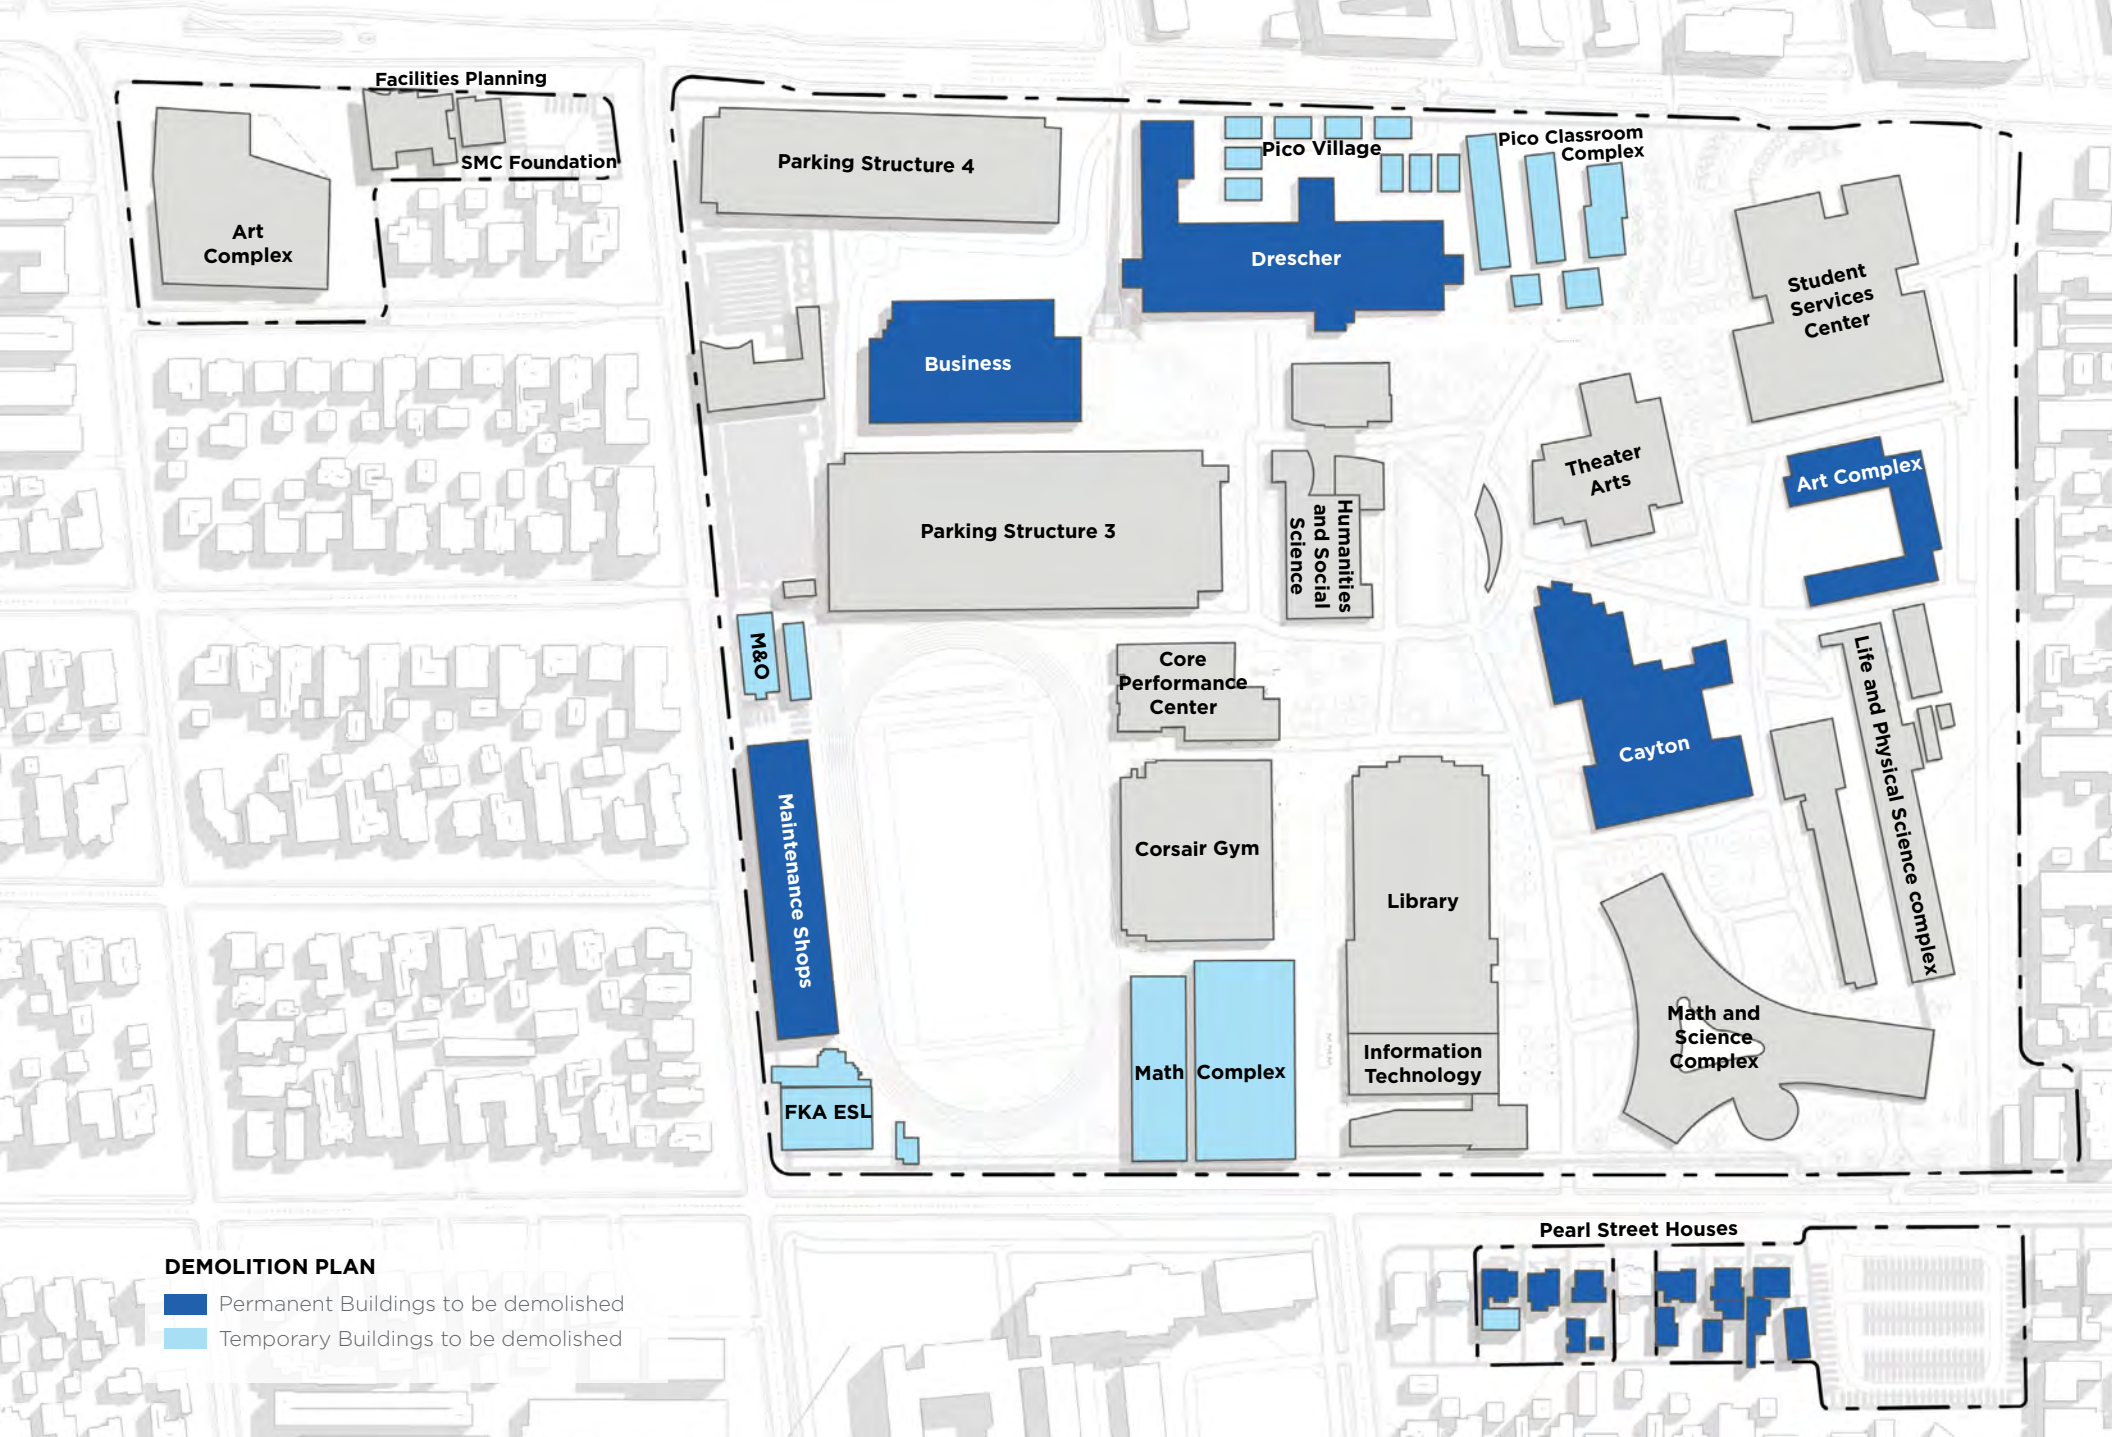 Facilities Planning
SMC Foundation
Art
Complex
Parking Structure 4
Pico Village
Pico Classroom
Complex
Drescher
Student
Services
Center
Business
Theater
Arts
Art Complex
Parking Structure 3
Humanities
and Social
Science
M&O
Core
Performance
Center
Life and Physical Science complex
Cayton
Maintenance Shops
Corsair Gym
Library
Math and
Science
Complex
Information
Technology
Math Complex
FKA ESL
Pearl Street Houses
DEMOLITION PLAN
Permanent Buildings to be demolished
Temporary Buildings to be demolished